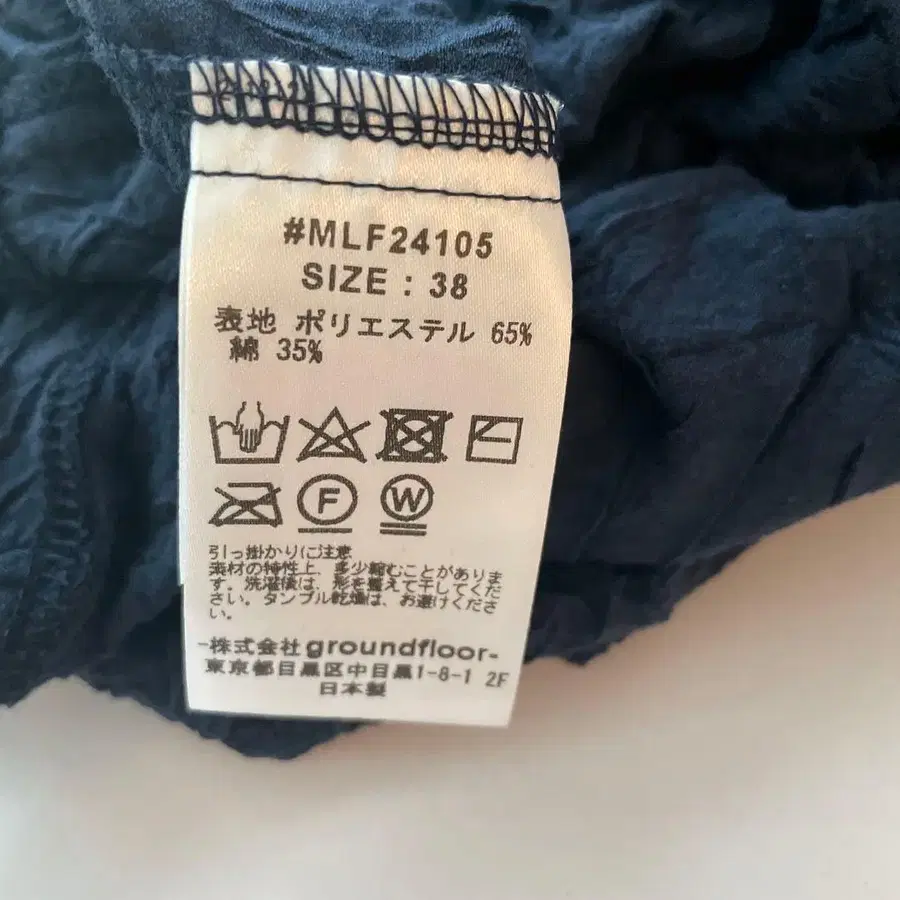 #MLF24105
SIZE : 38
表地 ポリエステル 65%
綿 35%
F W
引っ掛かりに注意
素材の特性上、多少縮むことがありま
す。洗濯後は、形を整えて干してくだ
さい。タンブル乾燥は、お避けくださ
い。
-株式会社groundfloor-
東京都目黒区中目黒1-8-1 2F
日本製